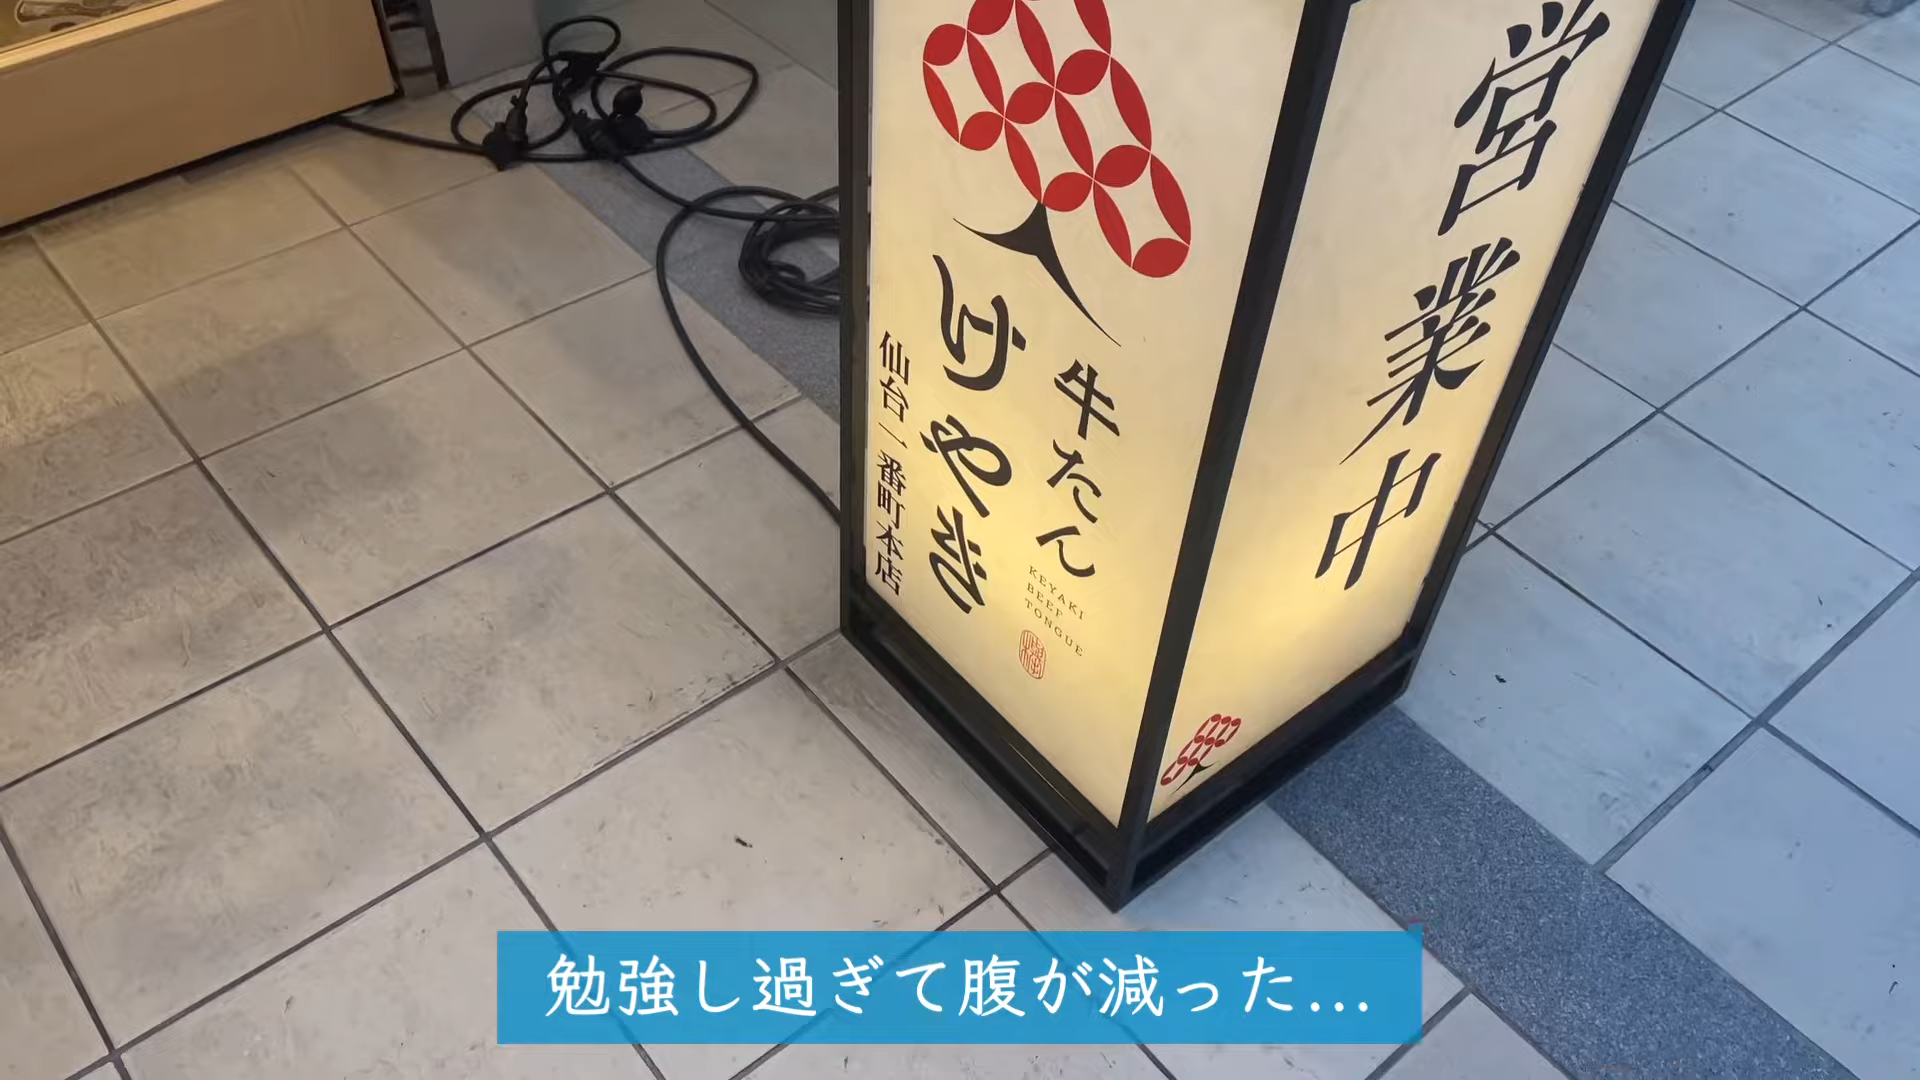 営業中
牛たん
けやき
仙台一番町本店
KEYAKI
BEEF
TONGUE
勉強し過ぎて腹が減った...